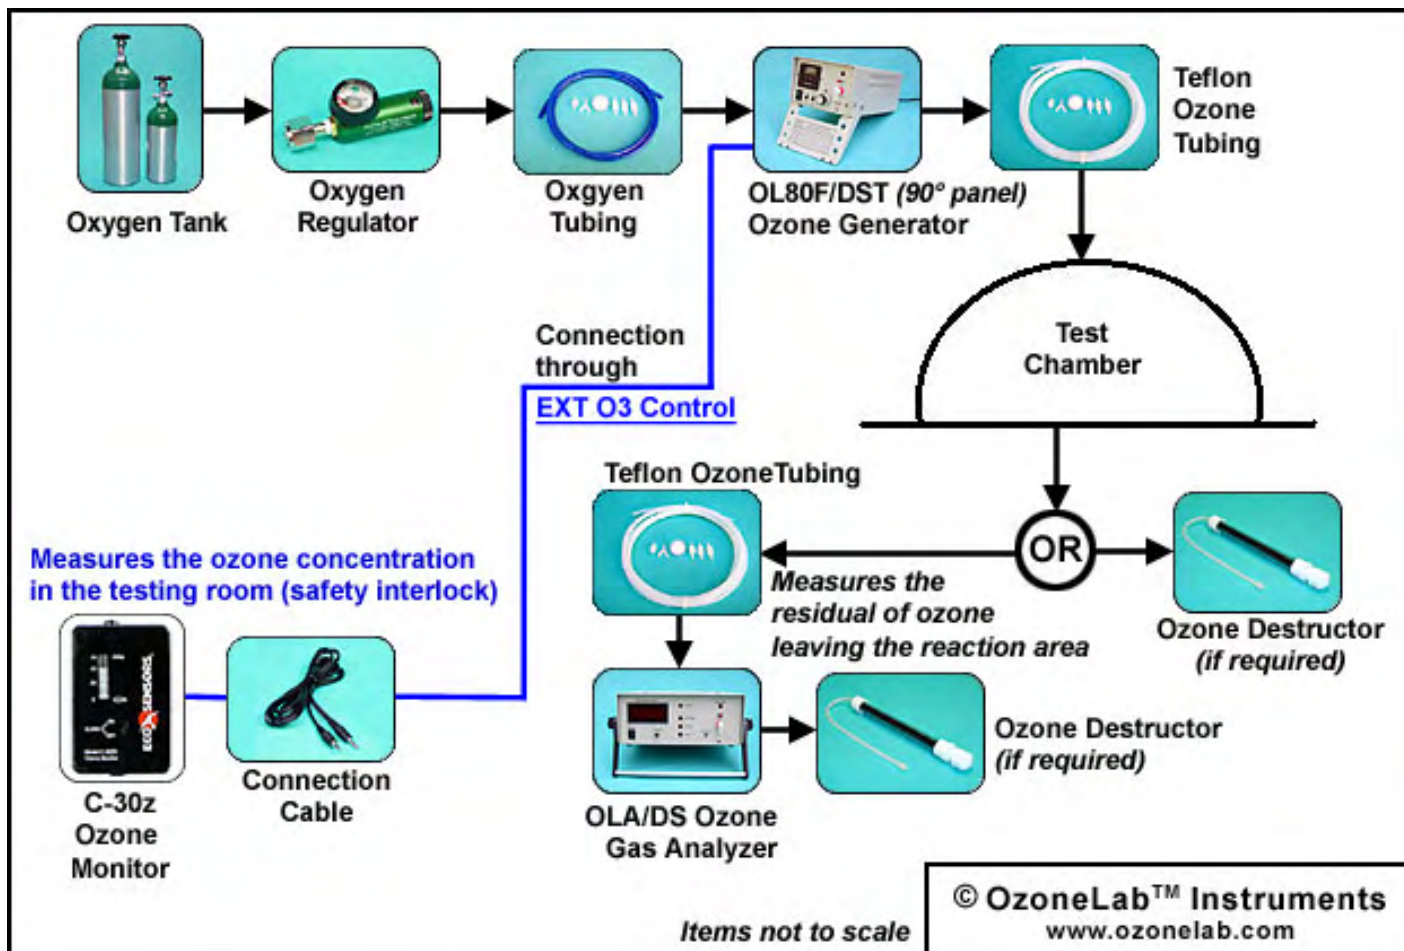 Oxygen Tank
Oxygen
Regulator
Oxgyen
Tubing
OL80F/DST (90° panel)
Ozone Generator
Teflon
Ozone
Tubing
Test
Chamber
Connection
through
EXT O3 Control
OR
Teflon OzoneTubing
Measures the
residual of ozone
leaving the reaction area
Ozone Destructor
(if required)
Measures the ozone concentration
in the testing room (safety interlock)
ECO SENSORS
C-30z
Ozone
Monitor
Connection
Cable
OLA/DS Ozone
Gas Analyzer
Ozone Destructor
(if required)
Items not to scale
© OzoneLab™ Instruments
www.ozonelab.com